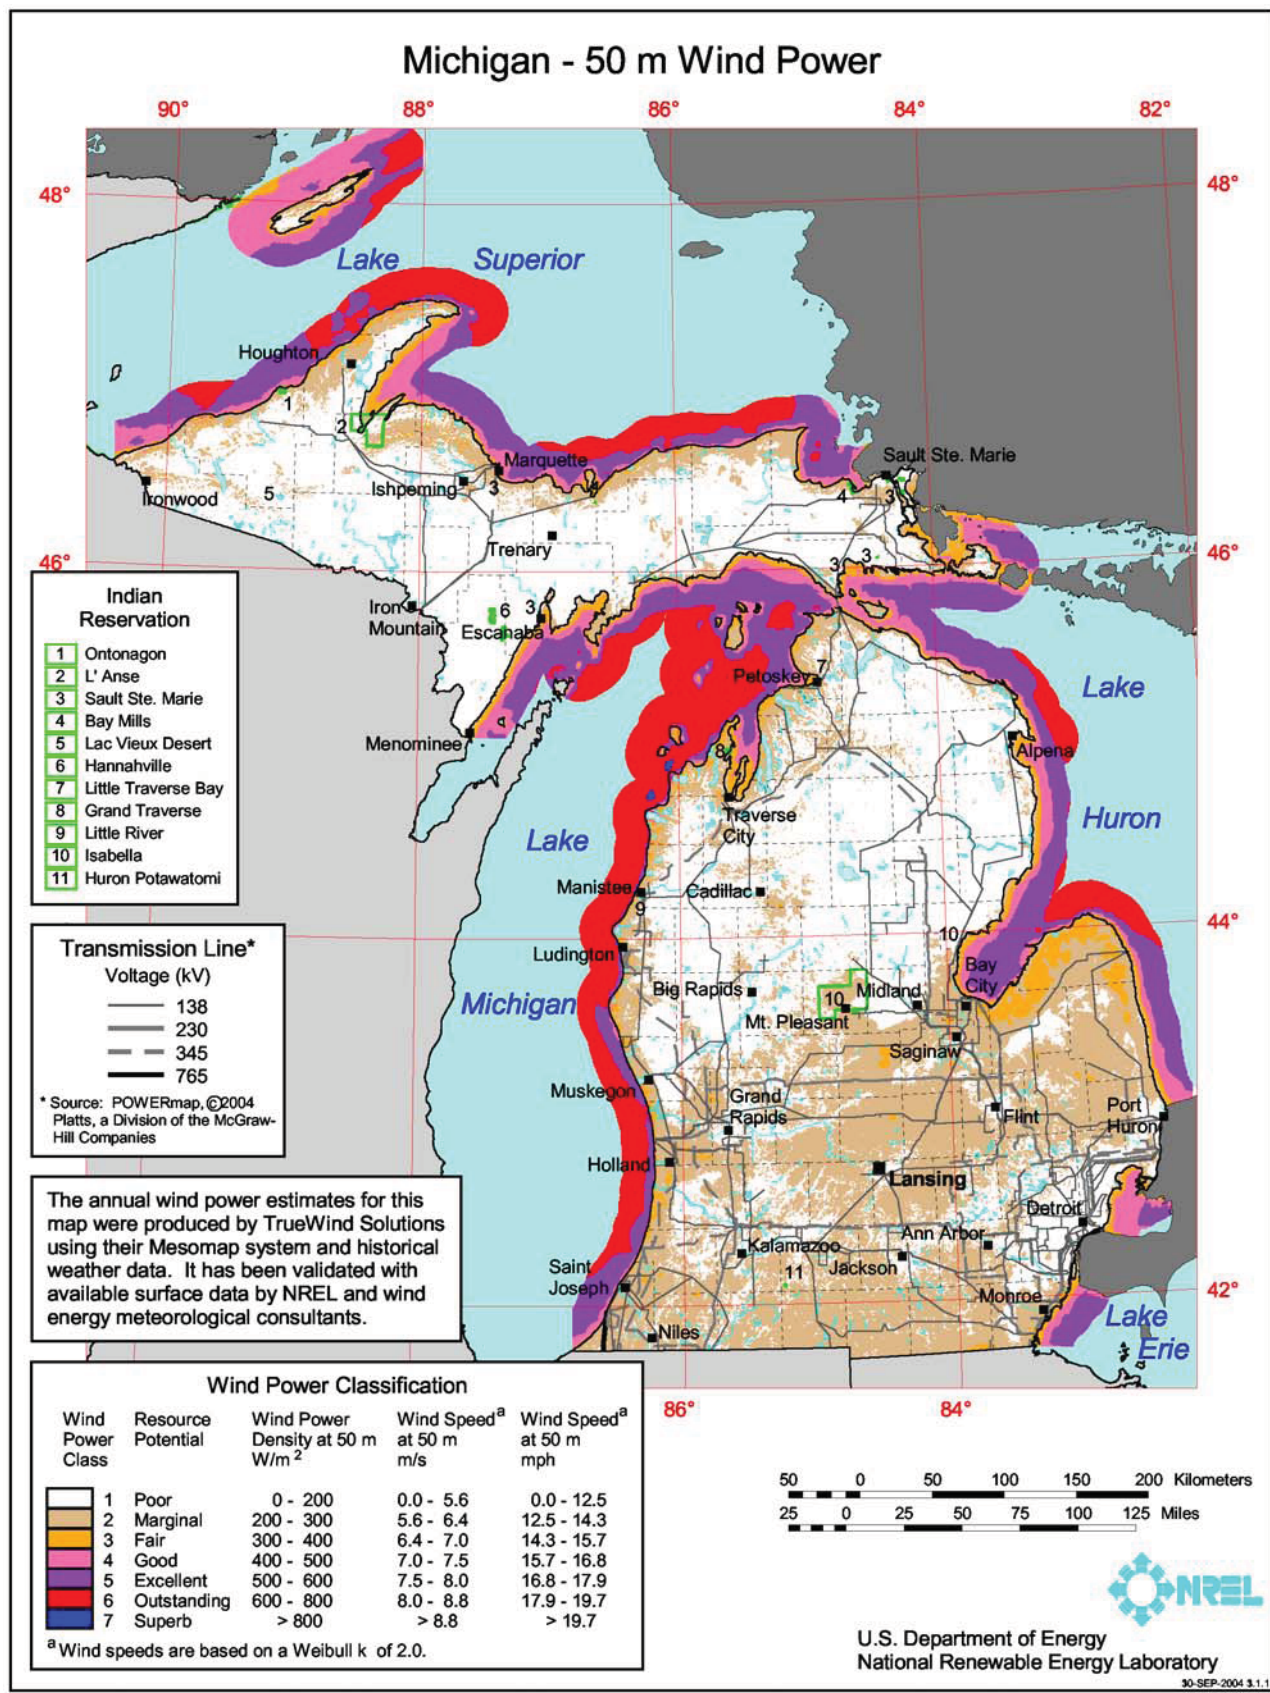 Michigan - 50 m Wind Power
90° 88° 86° 84° 82°
48° 48°
Lake Superior
Houghton
1
2
Marquette
Sault Ste. Marie
Ironwood
5
Ishpeming
3
4
3
Trenary
46° 46°
3
3
Iron
Mountain
6
3
Escanaba
Petoskey
7
Lake
Menominee
Alpena
8
Traverse
City
Huron
Lake
Manistee
Cadillac
9
44°
Ludington
10
Bay
City
Michigan
Big Rapids
10
Midland
Mt. Pleasant
Saginaw
Muskegon
Grand
Rapids
Flint
Port
Huron
Holland
Lansing
Detroit
Ann Arbor
Kalamazoo
Saint
Joseph
11
Jackson
42°
Monroe
Niles
Lake
Erie
86° 84°
Indian
Reservation
1 Ontonagon
2 L' Anse
3 Sault Ste. Marie
4 Bay Mills
5 Lac Vieux Desert
6 Hannahville
7 Little Traverse Bay
8 Grand Traverse
9 Little River
10 Isabella
11 Huron Potawatomi
Transmission Line*
Voltage (kV)
138
230
345
765
* Source: POWERmap, ©2004
Platts, a Division of the McGraw-
Hill Companies
The annual wind power estimates for this
map were produced by TrueWind Solutions
using their Mesomap system and historical
weather data. It has been validated with
available surface data by NREL and wind
energy meteorological consultants.
Wind Power Classification
Wind Resource Wind Power Wind Speed a Wind Speed a
Power Potential Density at 50 m at 50 m at 50 m
Class W/m 2 m/s mph
1 Poor 0 - 200 0.0 - 5.6 0.0 - 12.5
2 Marginal 200 - 300 5.6 - 6.4 12.5 - 14.3
3 Fair 300 - 400 6.4 - 7.0 14.3 - 15.7
4 Good 400 - 500 7.0 - 7.5 15.7 - 16.8
5 Excellent 500 - 600 7.5 - 8.0 16.8 - 17.9
6 Outstanding 600 - 800 8.0 - 8.8 17.9 - 19.7
7 Superb > 800 > 8.8 > 19.7
a Wind speeds are based on a Weibull k of 2.0.
50 0 50 100 150 200 Kilometers
25 0 25 50 75 100 125 Miles
NREL
U.S. Department of Energy
National Renewable Energy Laboratory
30-SEP-2004 3.1.1